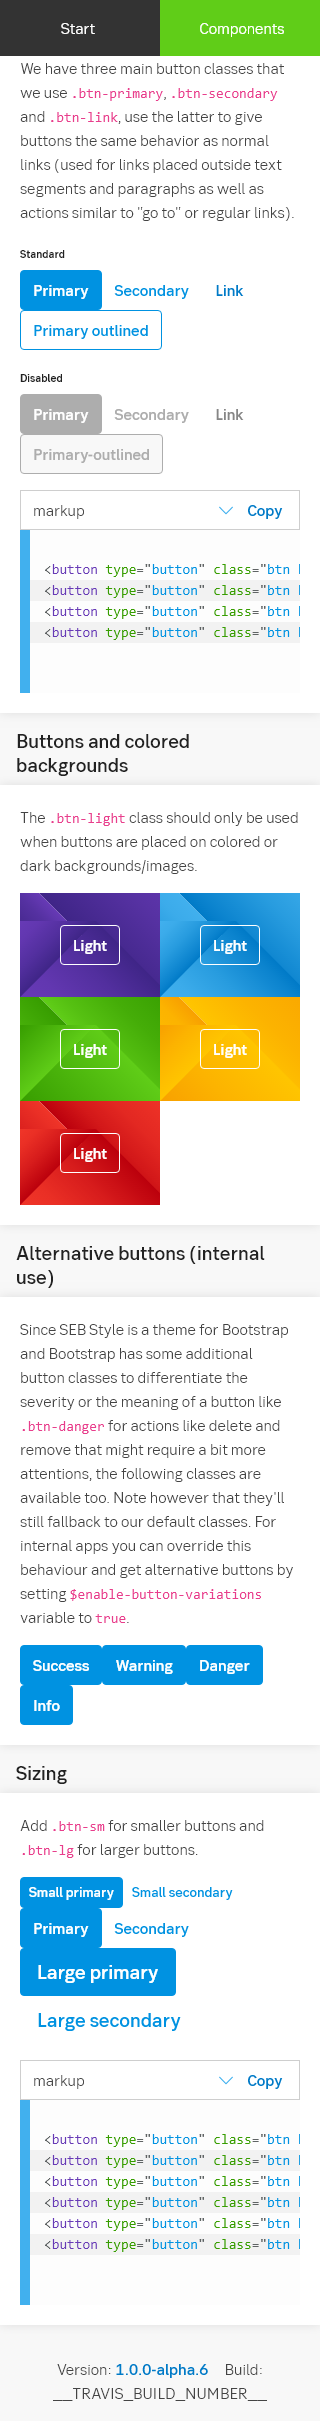 Start Components
We have three main button classes that
we use .btn-primary, .btn-secondary
and .btn-link, use the latter to give
buttons the same behavior as normal
links (used for links placed outside text
segments and paragraphs as well as
actions similar to "go to" or regular links).
Standard
Primary Secondary Link
Primary outlined
Disabled
Primary Secondary Link
Primary-outlined
markup Copy
<button type="button" class="btn
<button type="button" class="btn
<button type="button" class="btn
<button type="button" class="btn
Buttons and colored
backgrounds
The .btn-light class should only be used
when buttons are placed on colored or
dark backgrounds/images.
Light Light
Light Light
Light
Alternative buttons (internal
use)
Since SEB Style is a theme for Bootstrap
and Bootstrap has some additional
button classes to differentiate the
severity or the meaning of a button like
.btn-danger for actions like delete and
remove that might require a bit more
attentions, the following classes are
available too. Note however that they'll
still fallback to our default classes. For
internal apps you can override this
behaviour and get alternative buttons by
setting $enable-button-variations
variable to true.
Success Warning Danger
Info
Sizing
Add .btn-sm for smaller buttons and
.btn-lg for larger buttons.
Small primary Small secondary
Primary Secondary
Large primary
Large secondary
markup Copy
<button type="button" class="btn
<button type="button" class="btn
<button type="button" class="btn
<button type="button" class="btn
<button type="button" class="btn
<button type="button" class="btn
Version: 1.0.0-alpha.6 Build:
__TRAVIS_BUILD_NUMBER__